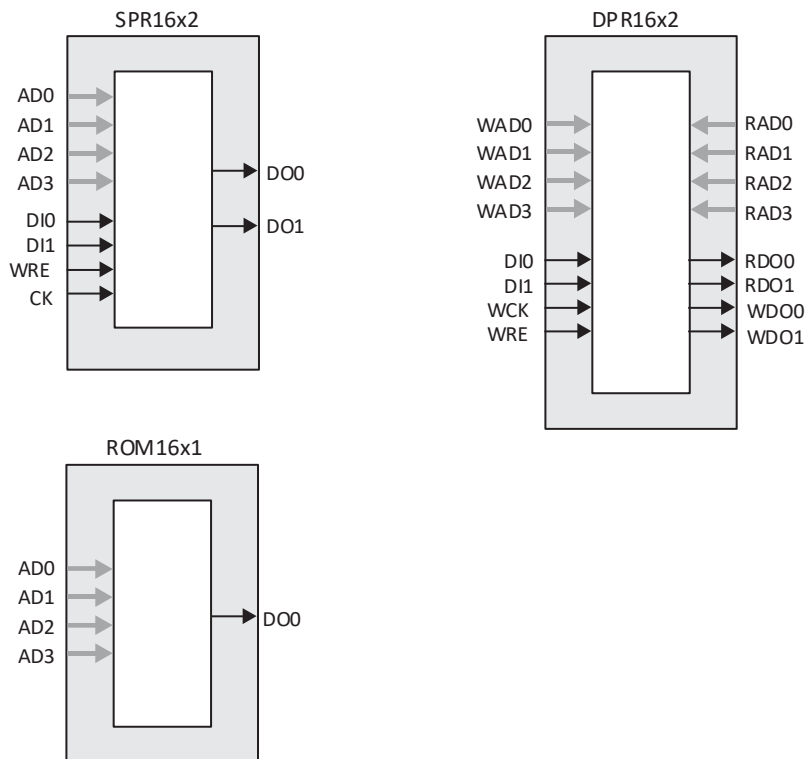 SPR16x2
AD0
AD1
AD2
AD3
DI0
DI1
WRE
CK
DO0
DO1
DPR16x2
WAD0
WAD1
WAD2
WAD3
DI0
DI1
WCK
WRE
RAD0
RAD1
RAD2
RAD3
RDO0
RDO1
WDO0
WDO1
ROM16x1
AD0
AD1
AD2
AD3
DO0